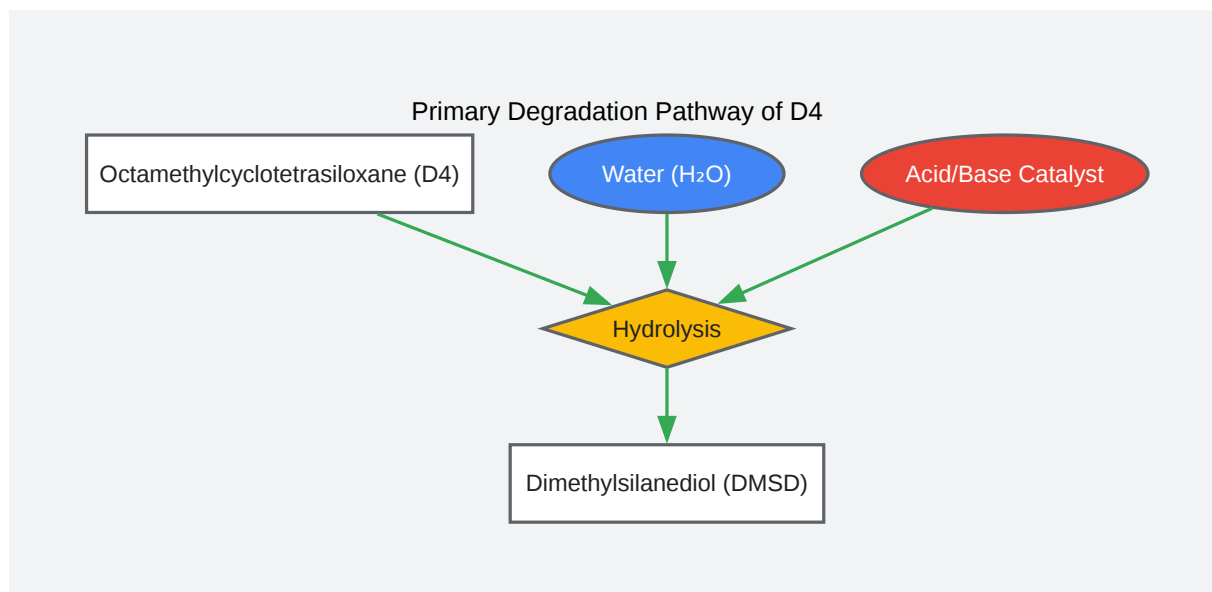 Primary Degradation Pathway of D4
Octamethylcyclotetrasiloxane (D4)
Water (H₂O)
Acid/Base Catalyst
Hydrolysis
Dimethylsilanediol (DMSD)